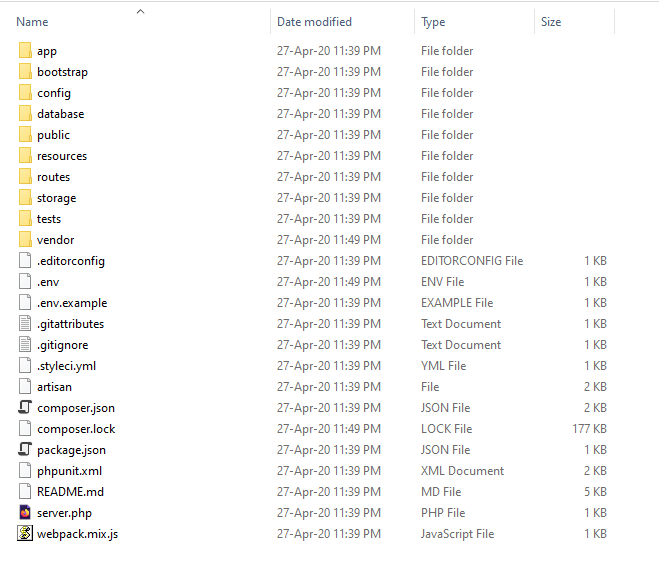 Name Date modified Type Size
app 27-Apr-20 11:39 PM File folder
bootstrap 27-Apr-20 11:39 PM File folder
config 27-Apr-20 11:39 PM File folder
database 27-Apr-20 11:39 PM File folder
public 27-Apr-20 11:39 PM File folder
resources 27-Apr-20 11:39 PM File folder
routes 27-Apr-20 11:39 PM File folder
storage 27-Apr-20 11:39 PM File folder
tests 27-Apr-20 11:39 PM File folder
vendor 27-Apr-20 11:49 PM File folder
.editorconfig 27-Apr-20 11:39 PM EDITORCONFIG File 1 KB
.env 27-Apr-20 11:49 PM ENV File 1 KB
.env.example 27-Apr-20 11:39 PM EXAMPLE File 1 KB
.gitattributes 27-Apr-20 11:39 PM Text Document 1 KB
.gitignore 27-Apr-20 11:39 PM Text Document 1 KB
.styleci.yml 27-Apr-20 11:39 PM YML File 1 KB
artisan 27-Apr-20 11:39 PM File 2 KB
composer.json 27-Apr-20 11:39 PM JSON File 2 KB
composer.lock 27-Apr-20 11:49 PM LOCK File 177 KB
package.json 27-Apr-20 11:39 PM JSON File 1 KB
phpunit.xml 27-Apr-20 11:39 PM XML Document 2 KB
README.md 27-Apr-20 11:39 PM MD File 5 KB
server.php 27-Apr-20 11:39 PM PHP File 1 KB
webpack.mix.js 27-Apr-20 11:39 PM JavaScript File 1 KB